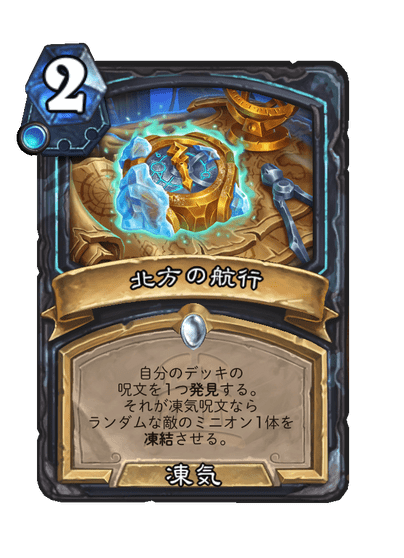 2
北方の航行
自分のデッキの
呪文を1つ発見する。
それが凍気呪文なら
ランダムな敵のミニオン1体を
凍結させる。
凍気